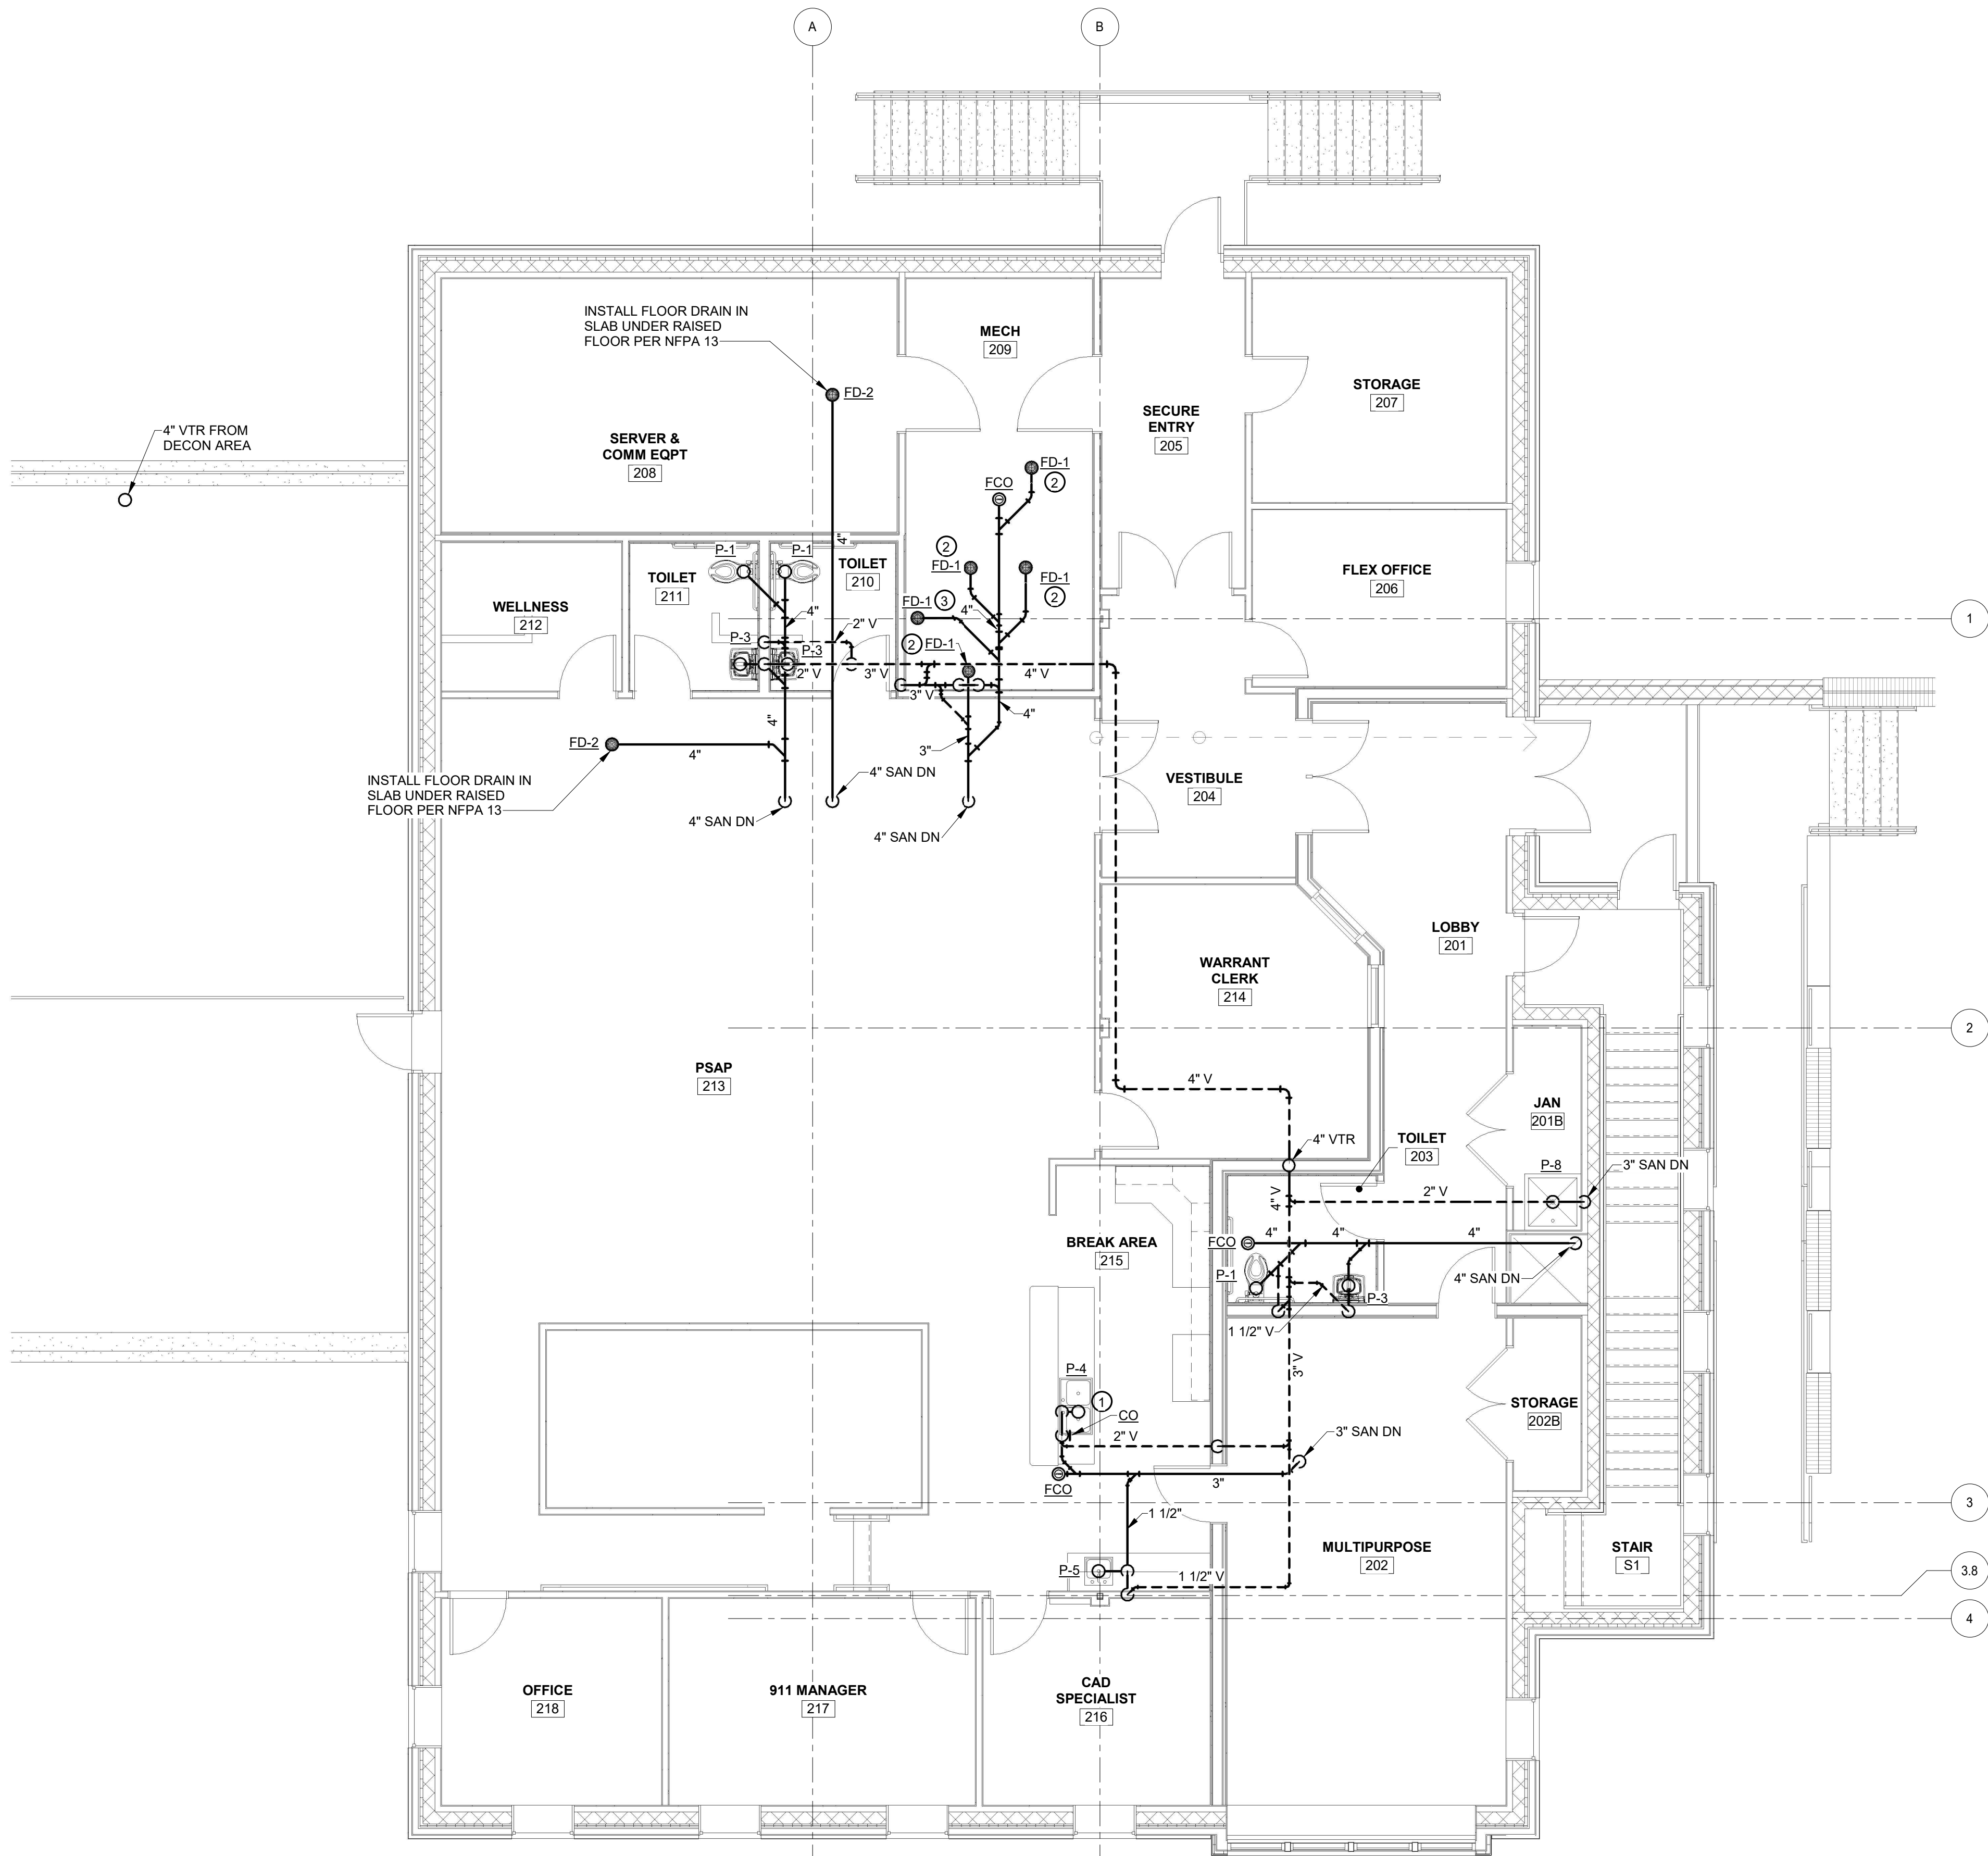 A
B
INSTALL FLOOR DRAIN IN
SLAB UNDER RAISED
FLOOR PER NFPA 13
MECH
209
FD-2
STORAGE
207
SECURE
ENTRY
205
4" VTR FROM
DECON AREA
SERVER &
COMM EQPT
208
FD-1
2
FCO
4"
P-1
P-1
TOILET
211
TOILET
210
2
FD-1
FD-1
2
FLEX OFFICE
206
WELLNESS
212
FD-1
3
4"
4"
1
2" V
P-3
P-3
2
FD-1
2" V
3" V
4" V
3" V
4"
4"
FD-2
4"
3"
INSTALL FLOOR DRAIN IN
SLAB UNDER RAISED
FLOOR PER NFPA 13
4" SAN DN
4" SAN DN
4" SAN DN
VESTIBULE
204
LOBBY
201
WARRANT
CLERK
214
2
PSAP
213
4" V
JAN
201B
4" VTR
TOILET
203
P-8
3" SAN DN
2" V
4" V
BREAK AREA
215
FCO
4"
4"
4"
P-1
4" SAN DN
P-3
1 1/2" V
3" V
P-4
1
CO
2" V
STORAGE
202B
3" SAN DN
FCO
3"
3
1 1/2"
MULTIPURPOSE
202
STAIR
S1
P-5
1 1/2" V
3.8
4
OFFICE
218
911 MANAGER
217
CAD
SPECIALIST
216